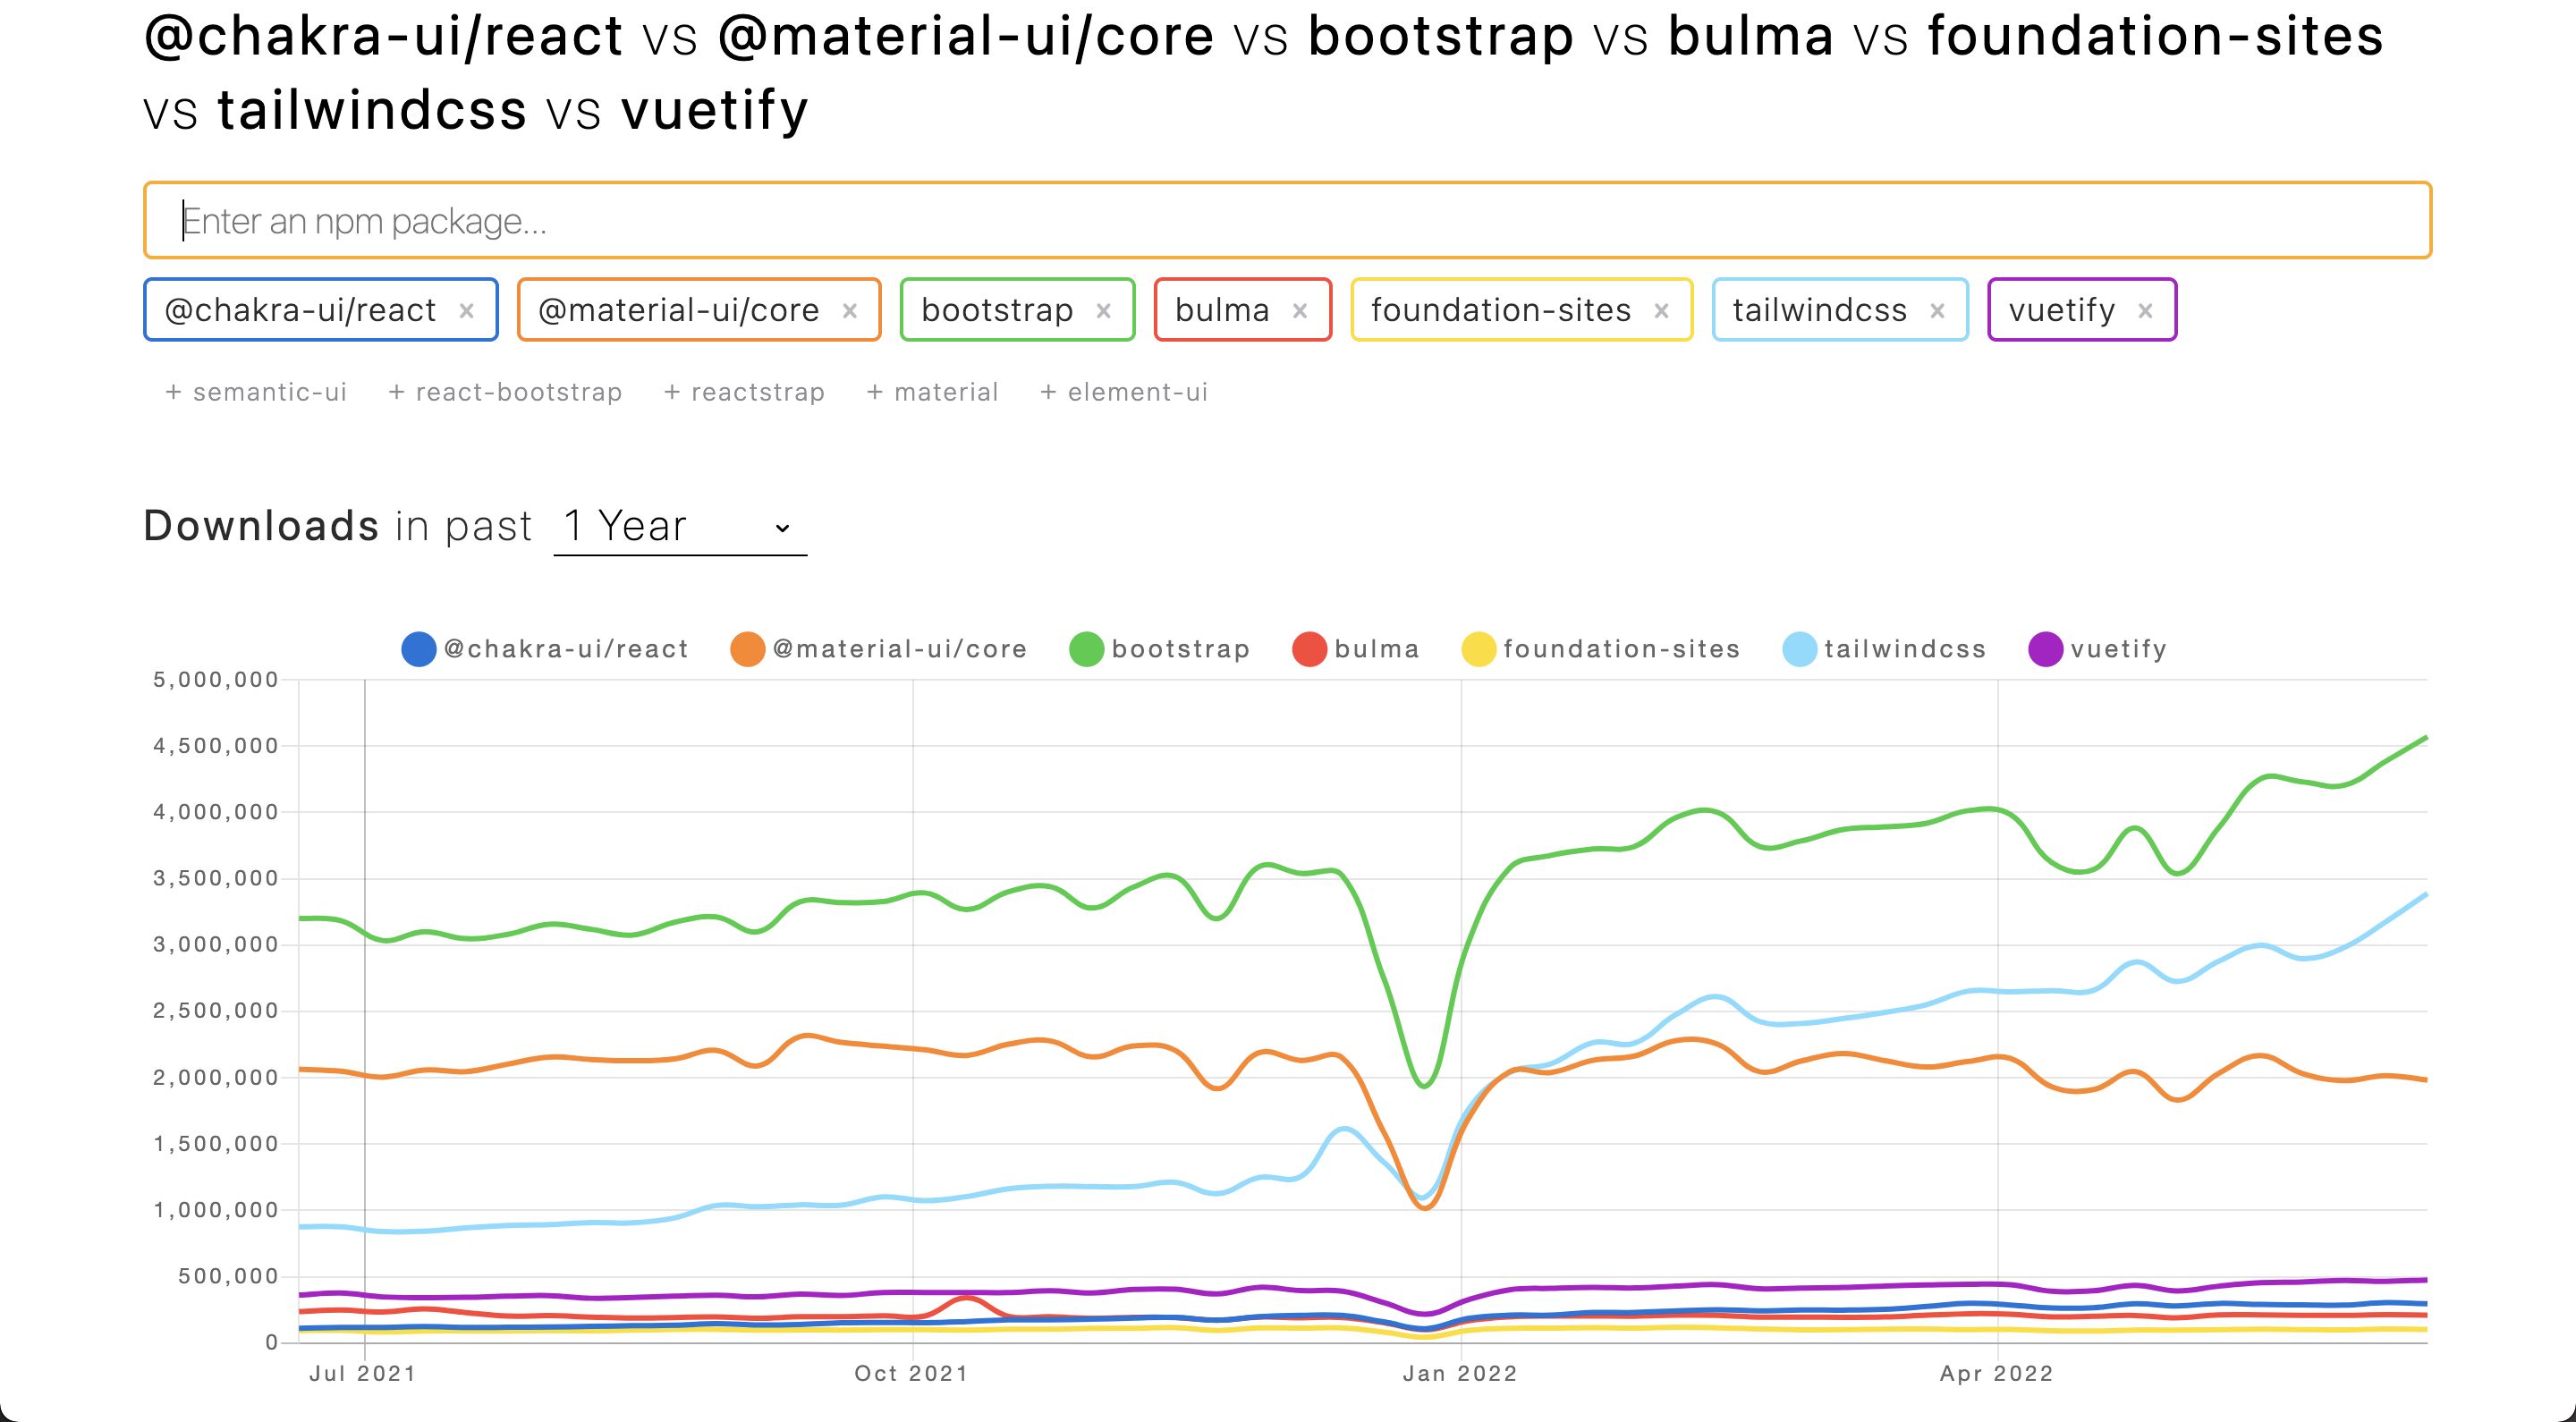 @chakra-ui/react vs @material-ui/core vs bootstrap vs bulma vs foundation-sites
vs tailwindcss vs vuetify
Enter an npm package...
@chakra-ui/react × @material-ui/core × bootstrap × bulma × foundation-sites × tailwindcss × vuetify ×
+ semantic-ui + react-bootstrap + reactstrap + material + element-ui
Downloads in past 1 Year
@chakra-ui/react @material-ui/core bootstrap bulma foundation-sites tailwindcss vuetify
5,000,000
4,500,000
4,000,000
3,500,000
3,000,000
2,500,000
2,000,000
1,500,000
1,000,000
500,000
0
Jul 2021 Oct 2021 Jan 2022 Apr 2022